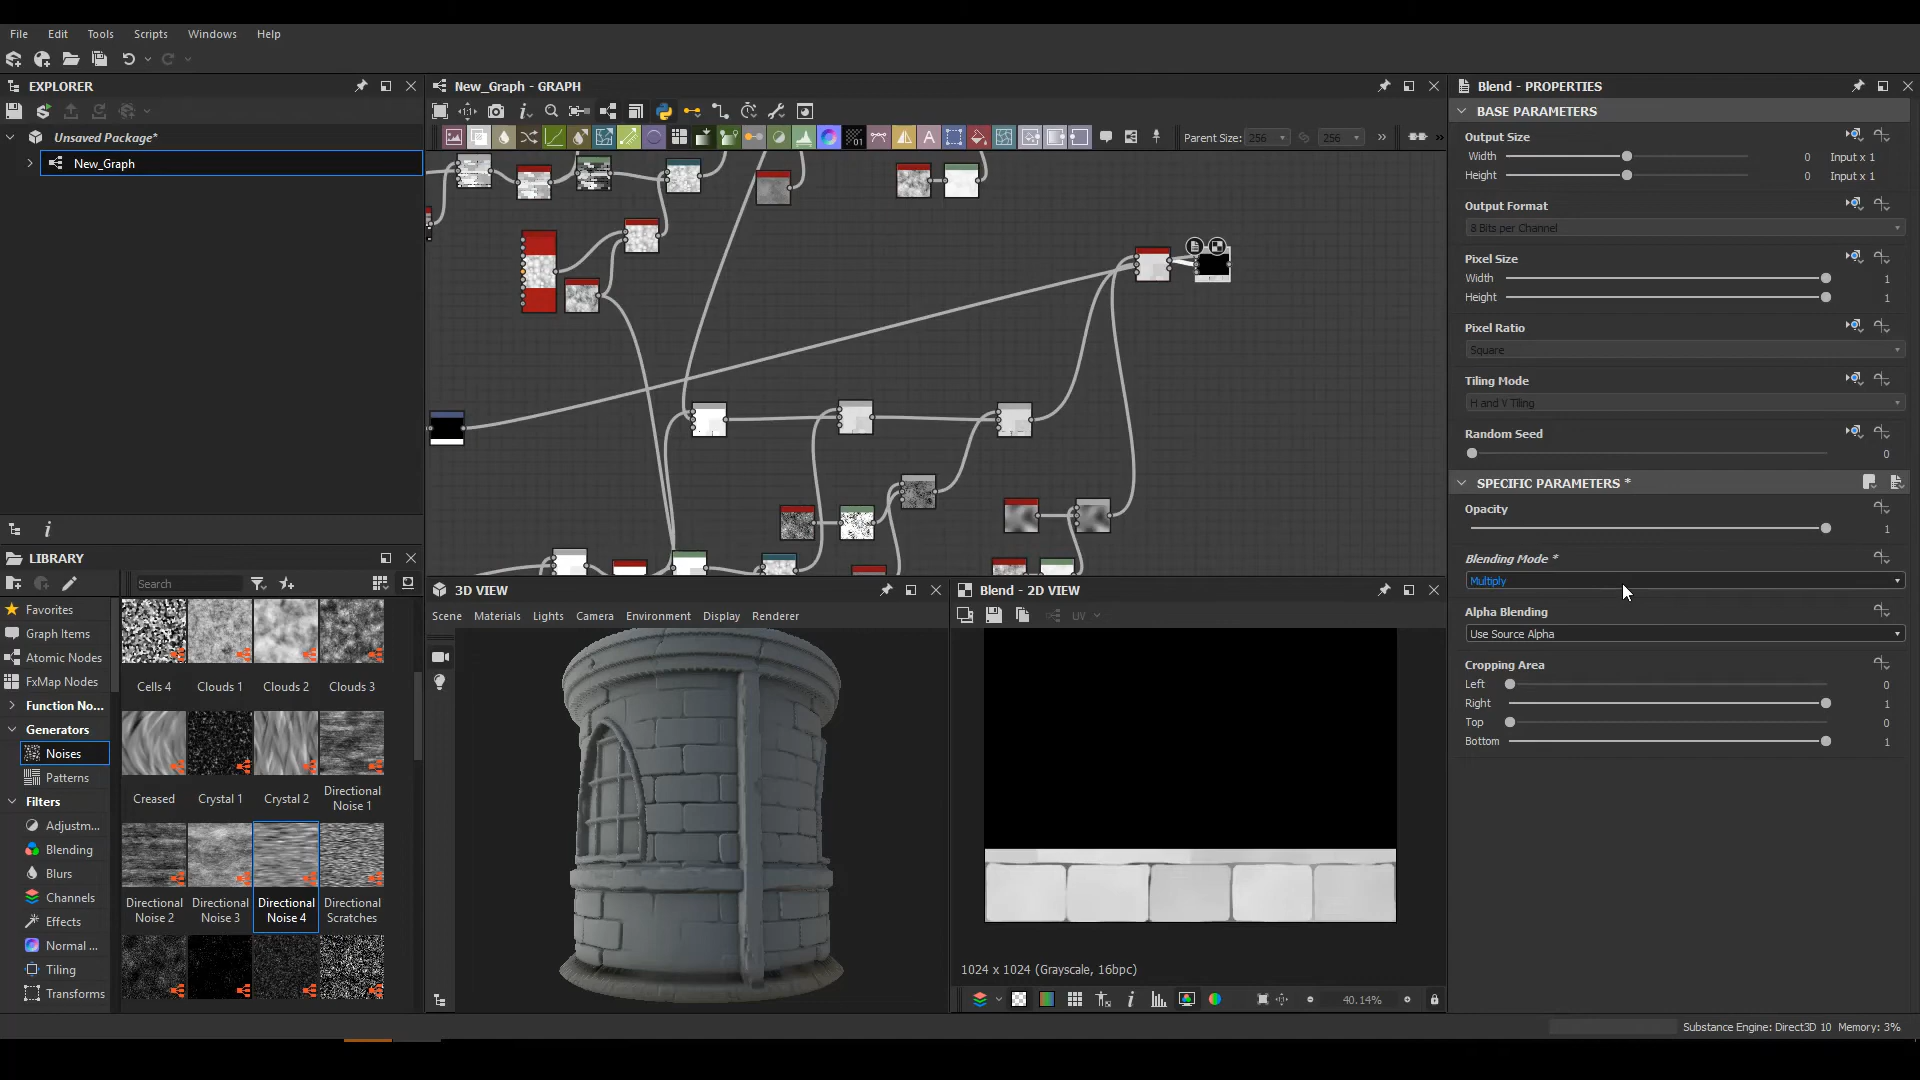 File Edit Tools Scripts Windows Help
EXPLORER
Unsaved Package*
New_Graph
LIBRARY
Search
Favorites
Graph Items
Atomic Nodes
FxMap Nodes
Function No...
Generators
Noises
Patterns
Filters
Adjustm...
Blending
Blurs
Channels
Effects
Normal ...
Tiling
Transforms
Cells 4 Clouds 1 Clouds 2 Clouds 3
Creased Crystal 1 Crystal 2 Directional Noise 1
Directional Noise 2 Directional Noise 3 Directional Noise 4 Directional Scratches
New_Graph - GRAPH
Parent Size: 256 256
3D VIEW
Scene Materials Lights Camera Environment Display Renderer
Blend - 2D VIEW
UV
1024 x 1024 (Grayscale, 16bpc)
40.14%
Blend - PROPERTIES
BASE PARAMETERS
Output Size
Width 0 Input x 1
Height 0 Input x 1
Output Format
8 Bits per Channel
Pixel Size
Width 1
Height 1
Pixel Ratio
Square
Tiling Mode
H and V Tiling
Random Seed
0
SPECIFIC PARAMETERS *
Opacity
1
Blending Mode *
Multiply
Alpha Blending
Use Source Alpha
Cropping Area
Left 0
Right 1
Top 0
Bottom 1
Substance Engine: Direct3D 10 Memory: 3%